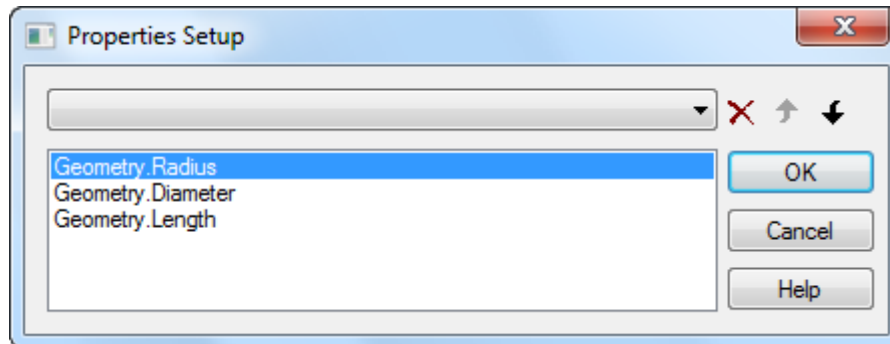 Properties Setup
Geometry.Radius
Geometry.Diameter
Geometry.Length
OK
Cancel
Help